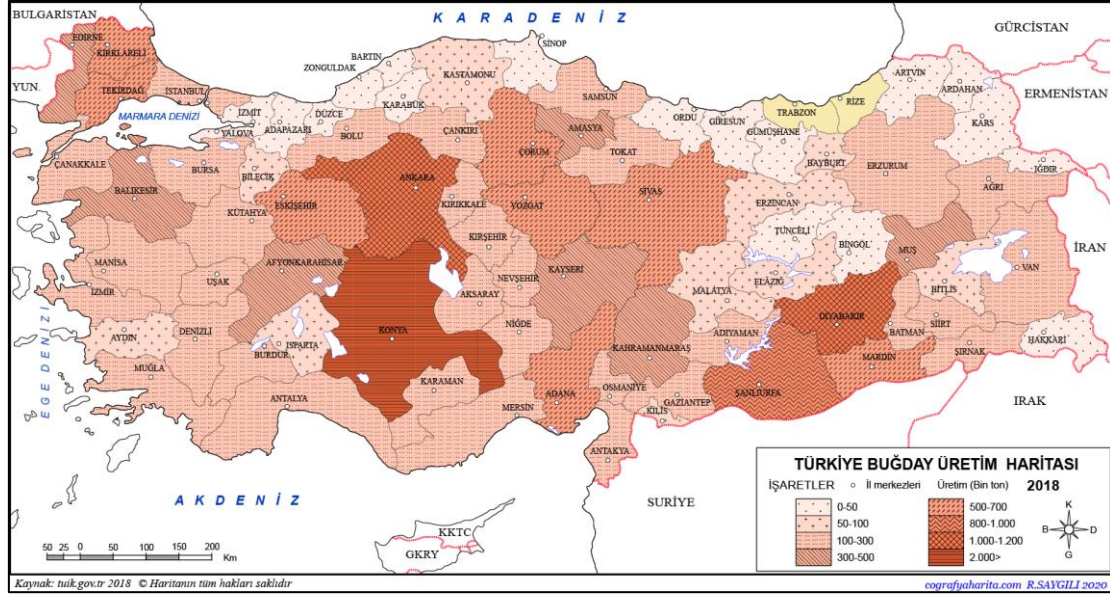 BULGARİSTAN
K A R A D E N İ Z
GÜRCİSTAN
EDİRNE
KIRKLARELİ
SİNOP
BARTIN
ZONGULDAK
KASTAMONU
ARTVİN
YUN.
TEKİRDAĞ
İSTANBUL
KARABÜK
SAMSUN
TRABZON
RİZE
ARDAHAN
ERMENİSTAN
MARMARA DENİZİ
İZMİT
DÜZCE
ORDU
GİRESUN
KARS
YALOVA
ADAPAZARI
BOLU
ÇANKIRI
AMASYA
GÜMÜŞHANE
ÇORUM
TOKAT
BAYBURT
ERZURUM
IĞDIR
ÇANAKKALE
BURSA
BİLECİK
ANKARA
BALIKESİR
ESKİŞEHİR
KIRIKKALE
YOZGAT
SİVAS
ERZİNCAN
AĞRI
KÜTAHYA
TUNCELİ
KIRŞEHİR
BİNGÖL
MUŞ
İRAN
MANİSA
UŞAK
AFYONKARAHİSAR
NEVŞEHİR
KAYSERİ
VAN
İZMİR
AKSARAY
MALATYA
ELAZIĞ
BİTLİS
AYDIN
DENİZLİ
ISPARTA
KONYA
NİĞDE
DİYABAKIR
BATMAN
SİİRT
BURDUR
ADIYAMAN
HAKKARİ
KAHRAMANMARAŞ
MARDİN
ŞIRNAK
MUĞLA
EGE DENİZİ
KARAMAN
ŞANLIURFA
ANTALYA
ADANA
OSMANİYE
GAZİANTEP
MERSİN
KİLİS
IRAK
ANTAKYA
A K D E N İ Z
SURİYE
KKTC
GKRY
TÜRKİYE BUĞDAY ÜRETİM HARİTASI
İŞARETLER İl merkezleri Üretim (Bin ton) 2018
0-50
50-100
100-300
300-500
500-700
800-1.000
1.000-1.200
2.000>
K
B D
G
50 25 0 50 100 150 200
Km
Kaynak: tuik.gov.tr 2018 © Haritanın tüm hakları saklıdır
cografyaharita.com R.SAYGILI 2020